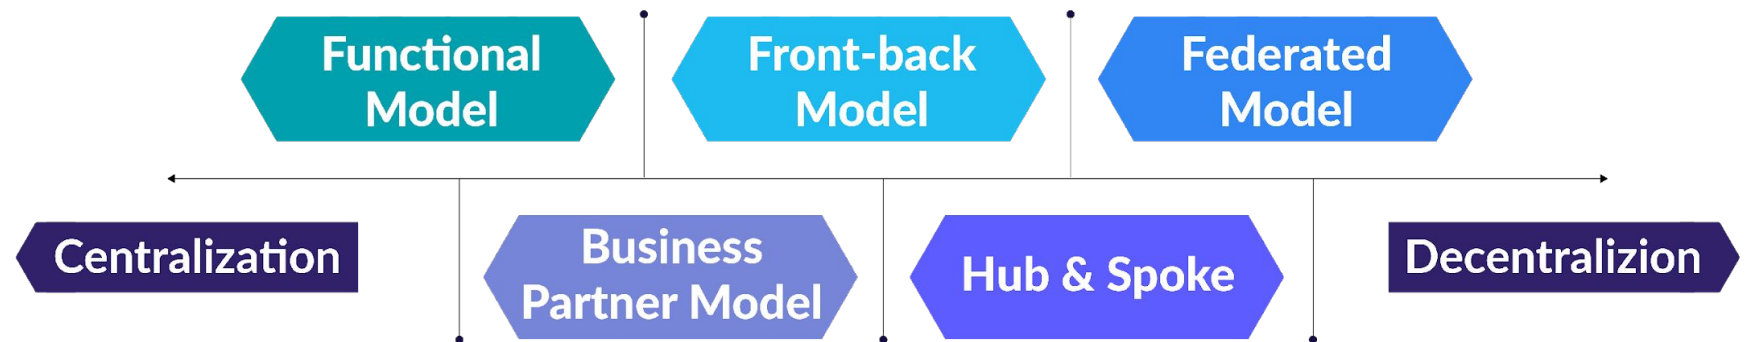 Functional
Model
Front-back
Model
Federated
Model
Centralization
Business
Partner Model
Hub & Spoke
Decentralizion